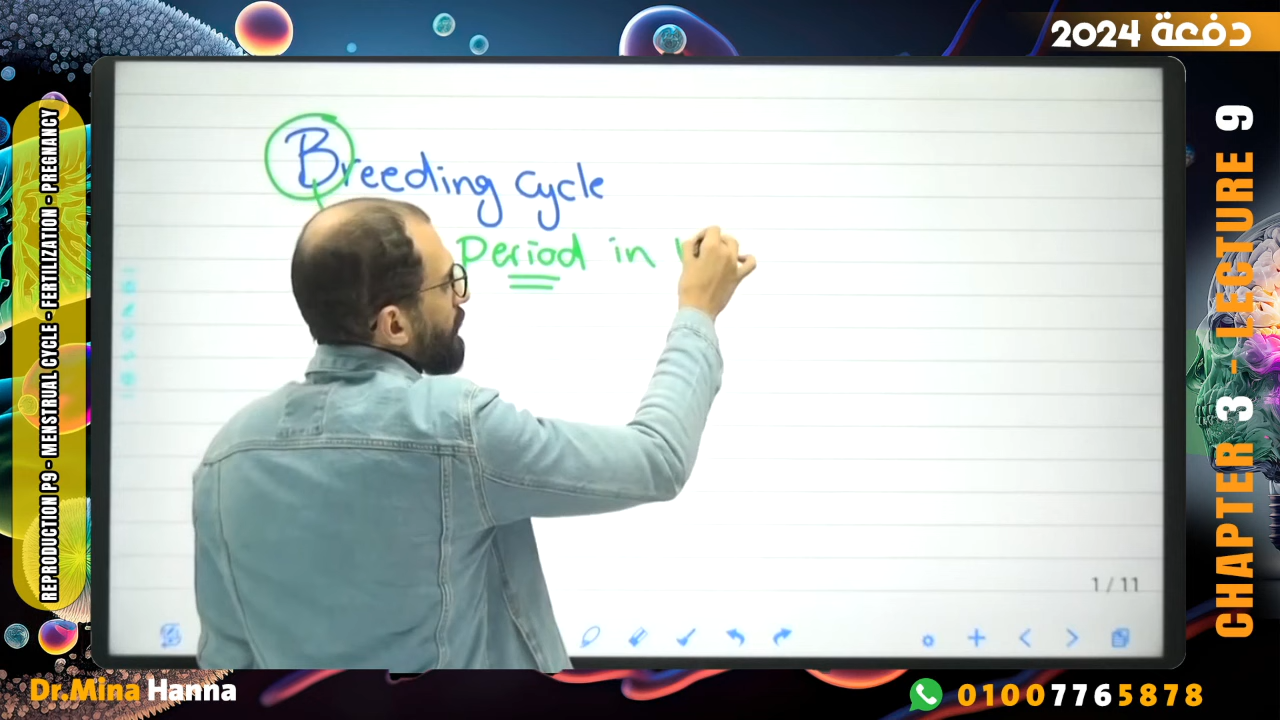 دفعة 2024
REPRODUCTION P9 - MENSTRUAL CYCLE - FERTILIZATION - PREGNANCY
Breeding Cycle
Period in
1 / 11
CHAPTER 3 - LECTURE 9
Dr.Mina Hanna
01007765878